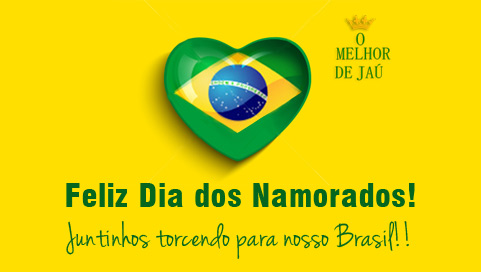 O
MELHOR
DE JAÚ
Feliz Dia dos Namorados!
Juntinhos torcendo para nosso Brasil!!